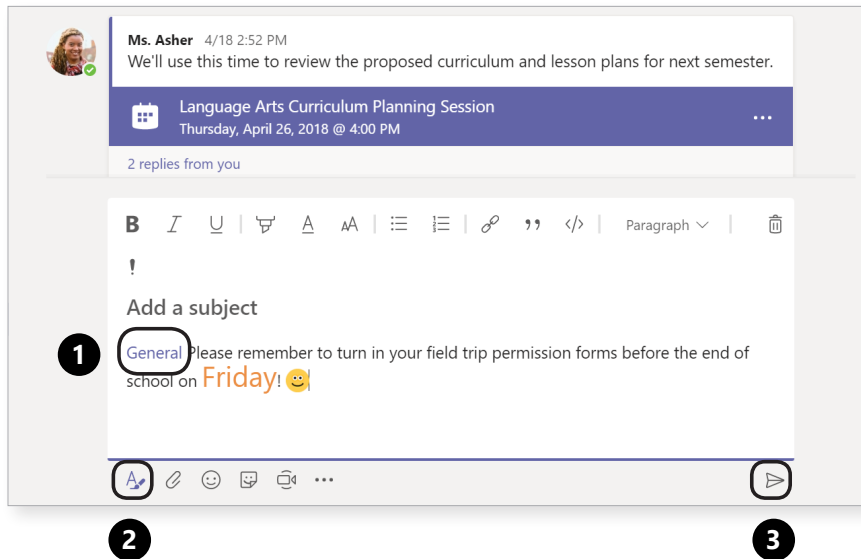 Ms. Asher 4/18 2:52 PM
We'll use this time to review the proposed curriculum and lesson plans for next semester.
Language Arts Curriculum Planning Session
Thursday, April 26, 2018 @ 4:00 PM
2 replies from you
B I U A AA </> Paragraph
!
Add a subject
1
General Please remember to turn in your field trip permission forms before the end of
school on Friday! 🙂
2
3